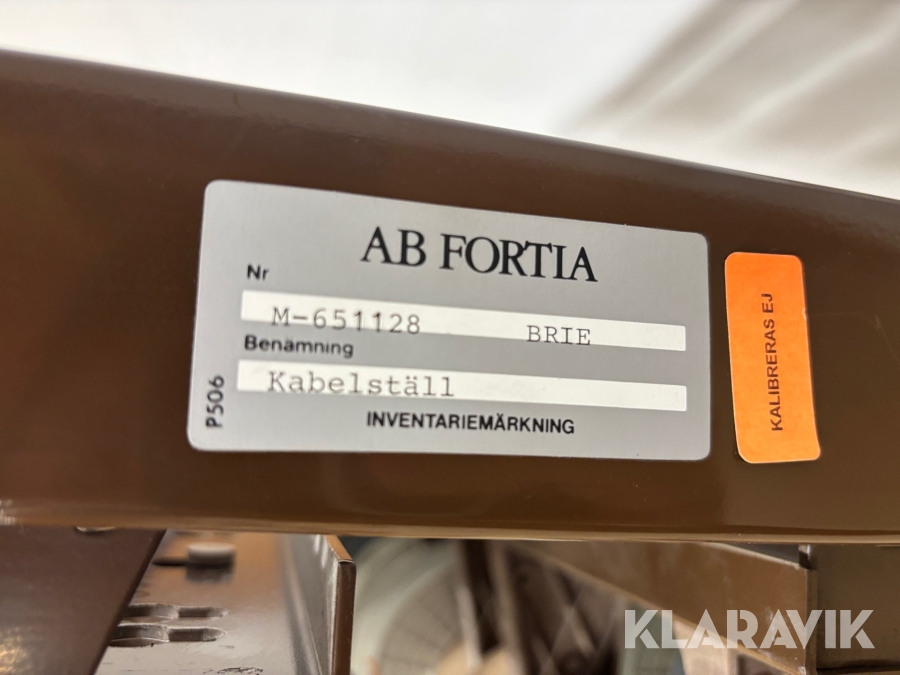 AB FORTIA
Nr
M-651128 BRIE
Benämning
Kabelställ
P506
INVENTARIEMÄRKNING
KALIBRERAS EJ
KLARAVIK